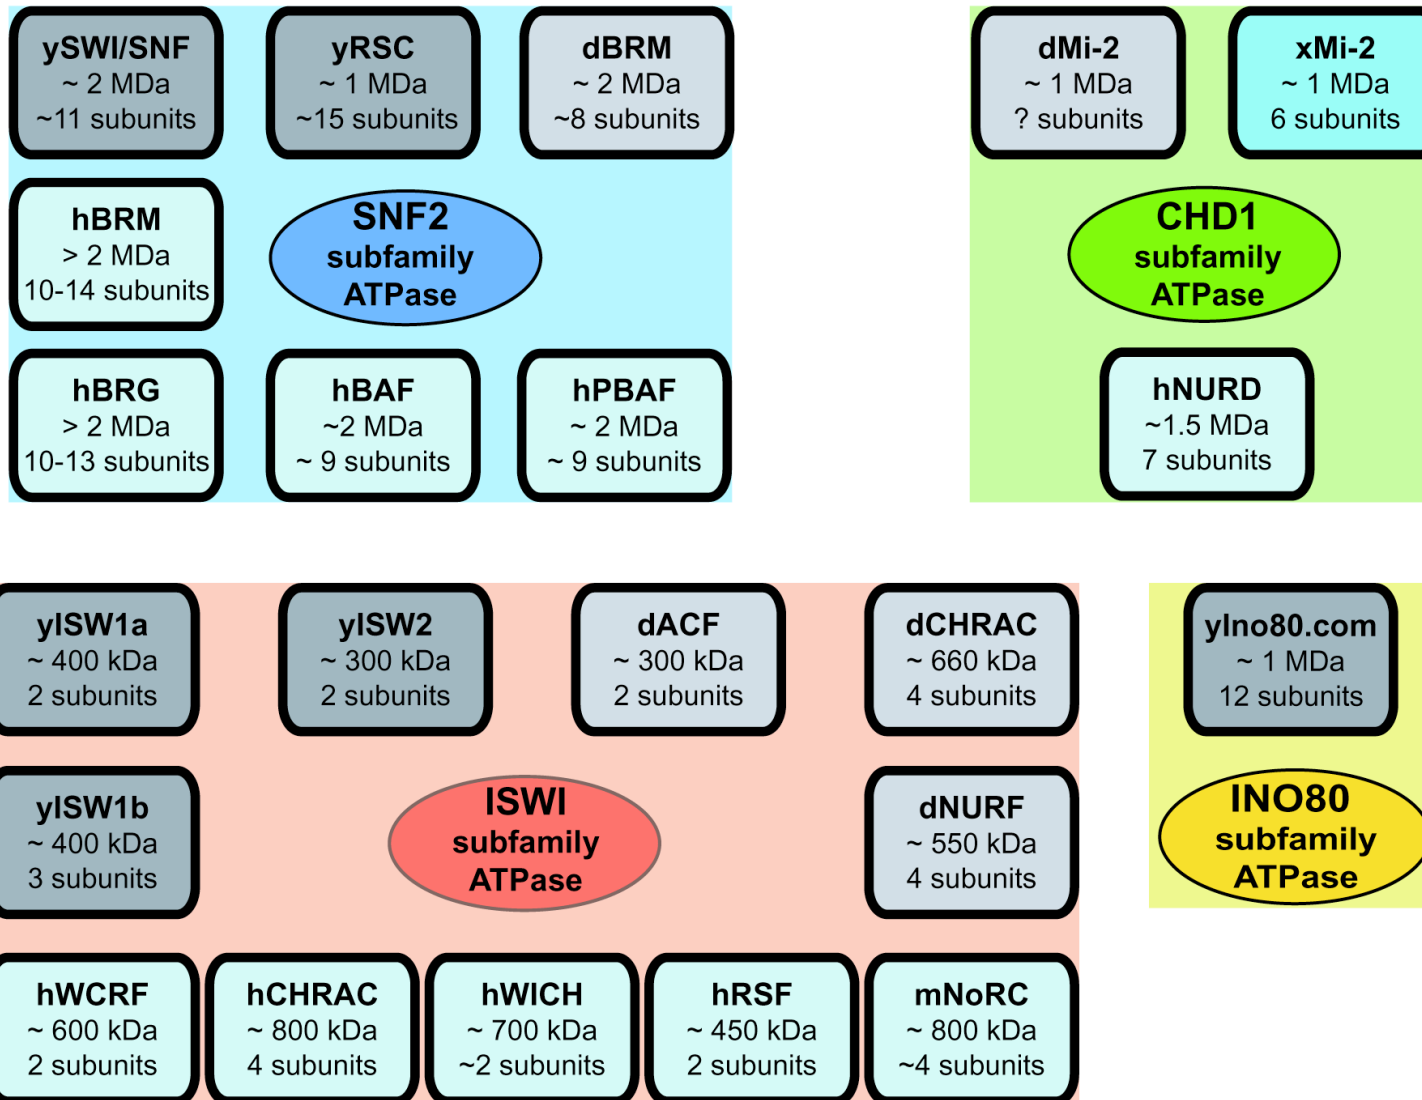 ySWI/SNF
~ 2 MDa
~11 subunits
yRSC
~ 1 MDa
~15 subunits
dBRM
~ 2 MDa
~8 subunits
hBRM
> 2 MDa
10-14 subunits
SNF2
subfamily
ATPase
hBRG
> 2 MDa
10-13 subunits
hBAF
~2 MDa
~ 9 subunits
hPBAF
~ 2 MDa
~ 9 subunits
dMi-2
~ 1 MDa
? subunits
xMi-2
~ 1 MDa
6 subunits
CHD1
subfamily
ATPase
hNURD
~1.5 MDa
7 subunits
yISW1a
~ 400 kDa
2 subunits
yISW2
~ 300 kDa
2 subunits
dACF
~ 300 kDa
2 subunits
dCHRAC
~ 660 kDa
4 subunits
yISW1b
~ 400 kDa
3 subunits
ISWI
subfamily
ATPase
dNURF
~ 550 kDa
4 subunits
hWCRF
~ 600 kDa
2 subunits
hCHRAC
~ 800 kDa
4 subunits
hWICH
~ 700 kDa
~2 subunits
hRSF
~ 450 kDa
2 subunits
mNoRC
~ 800 kDa
~4 subunits
yIno80.com
~ 1 MDa
12 subunits
INO80
subfamily
ATPase